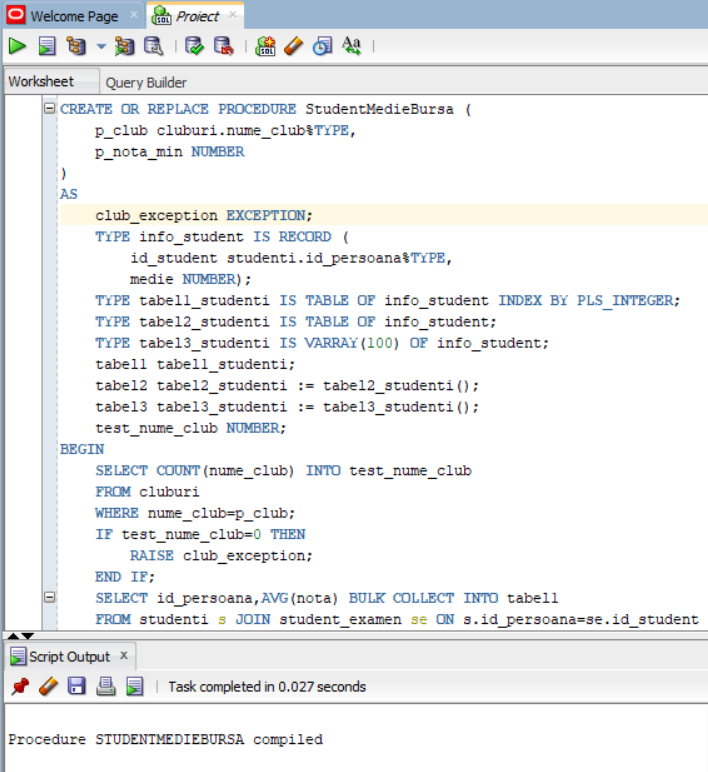 Welcome Page
Proiect
Worksheet
Query Builder
CREATE OR REPLACE PROCEDURE StudentMedieBursa (
    p_club cluburi.nume_club%TYPE,
    p_nota_min NUMBER
)
AS
    club_exception EXCEPTION;
    TYPE info_student IS RECORD (
        id_student studenti.id_persoana%TYPE,
        medie NUMBER);
    TYPE tabel1_studenti IS TABLE OF info_student INDEX BY PLS_INTEGER;
    TYPE tabel2_studenti IS TABLE OF info_student;
    TYPE tabel3_studenti IS VARRAY(100) OF info_student;
    tabel1 tabel1_studenti;
    tabel2 tabel2_studenti := tabel2_studenti();
    tabel3 tabel3_studenti := tabel3_studenti();
    test_nume_club NUMBER;
BEGIN
    SELECT COUNT(nume_club) INTO test_nume_club
    FROM cluburi
    WHERE nume_club=p_club;
    IF test_nume_club=0 THEN
        RAISE club_exception;
    END IF;
    SELECT id_persoana,AVG(nota) BULK COLLECT INTO tabel1
    FROM studenti s JOIN student_examen se ON s.id_persoana=se.id_student
Script Output
Task completed in 0.027 seconds
Procedure STUDENTMEDIEBURSA compiled